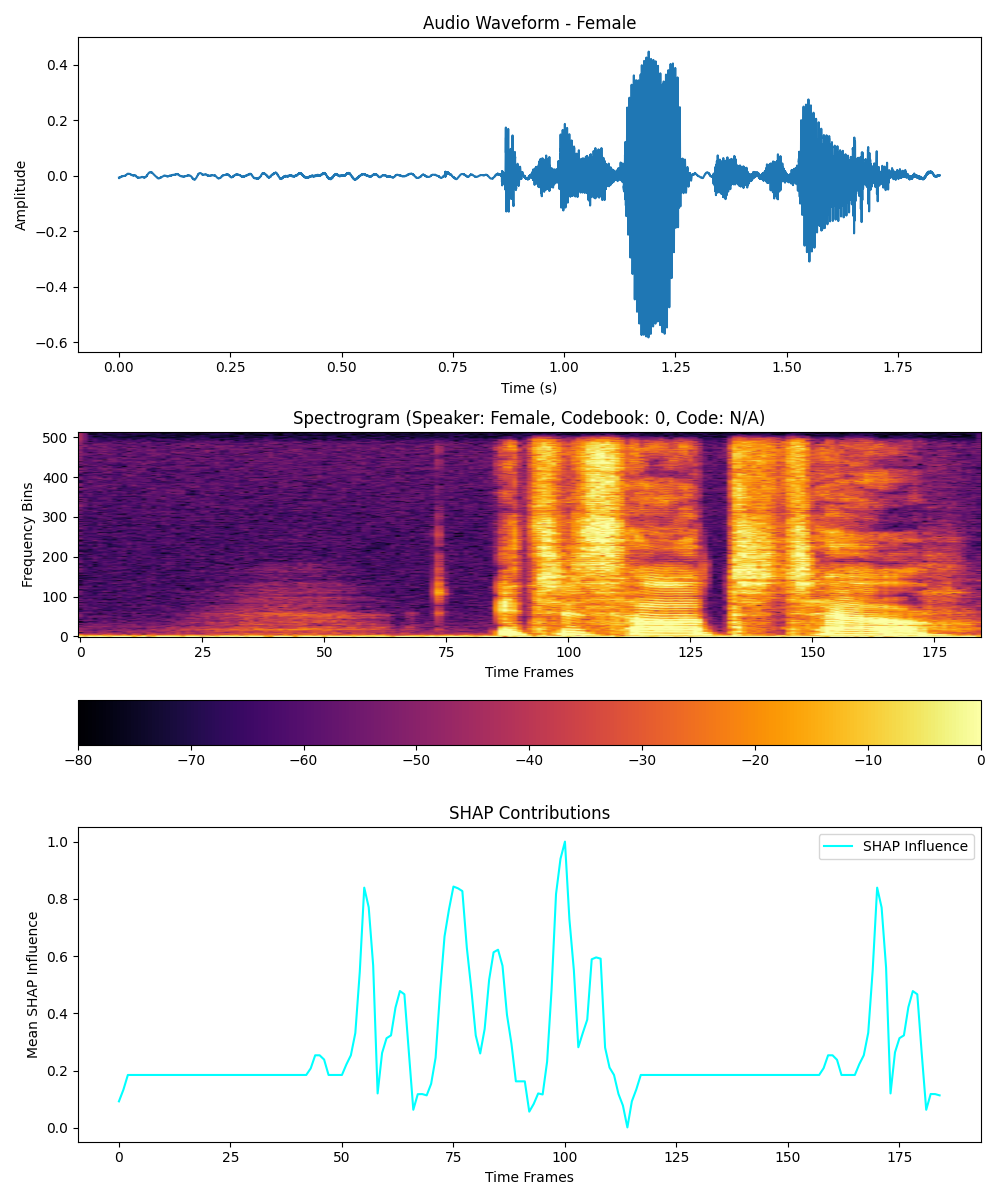 Audio Waveform - Female
0.4
0.2
0.0
−0.2
−0.4
−0.6
Amplitude
0.00 0.25 0.50 0.75 1.00 1.25 1.50 1.75
Time (s)
Spectrogram (Speaker: Female, Codebook: 0, Code: N/A)
500
400
300
200
100
0
Frequency Bins
0 25 50 75 100 125 150 175
Time Frames
−80 −70 −60 −50 −40 −30 −20 −10 0
SHAP Contributions
1.0
0.8
0.6
0.4
0.2
0.0
Mean SHAP Influence
SHAP Influence
0 25 50 75 100 125 150 175
Time Frames